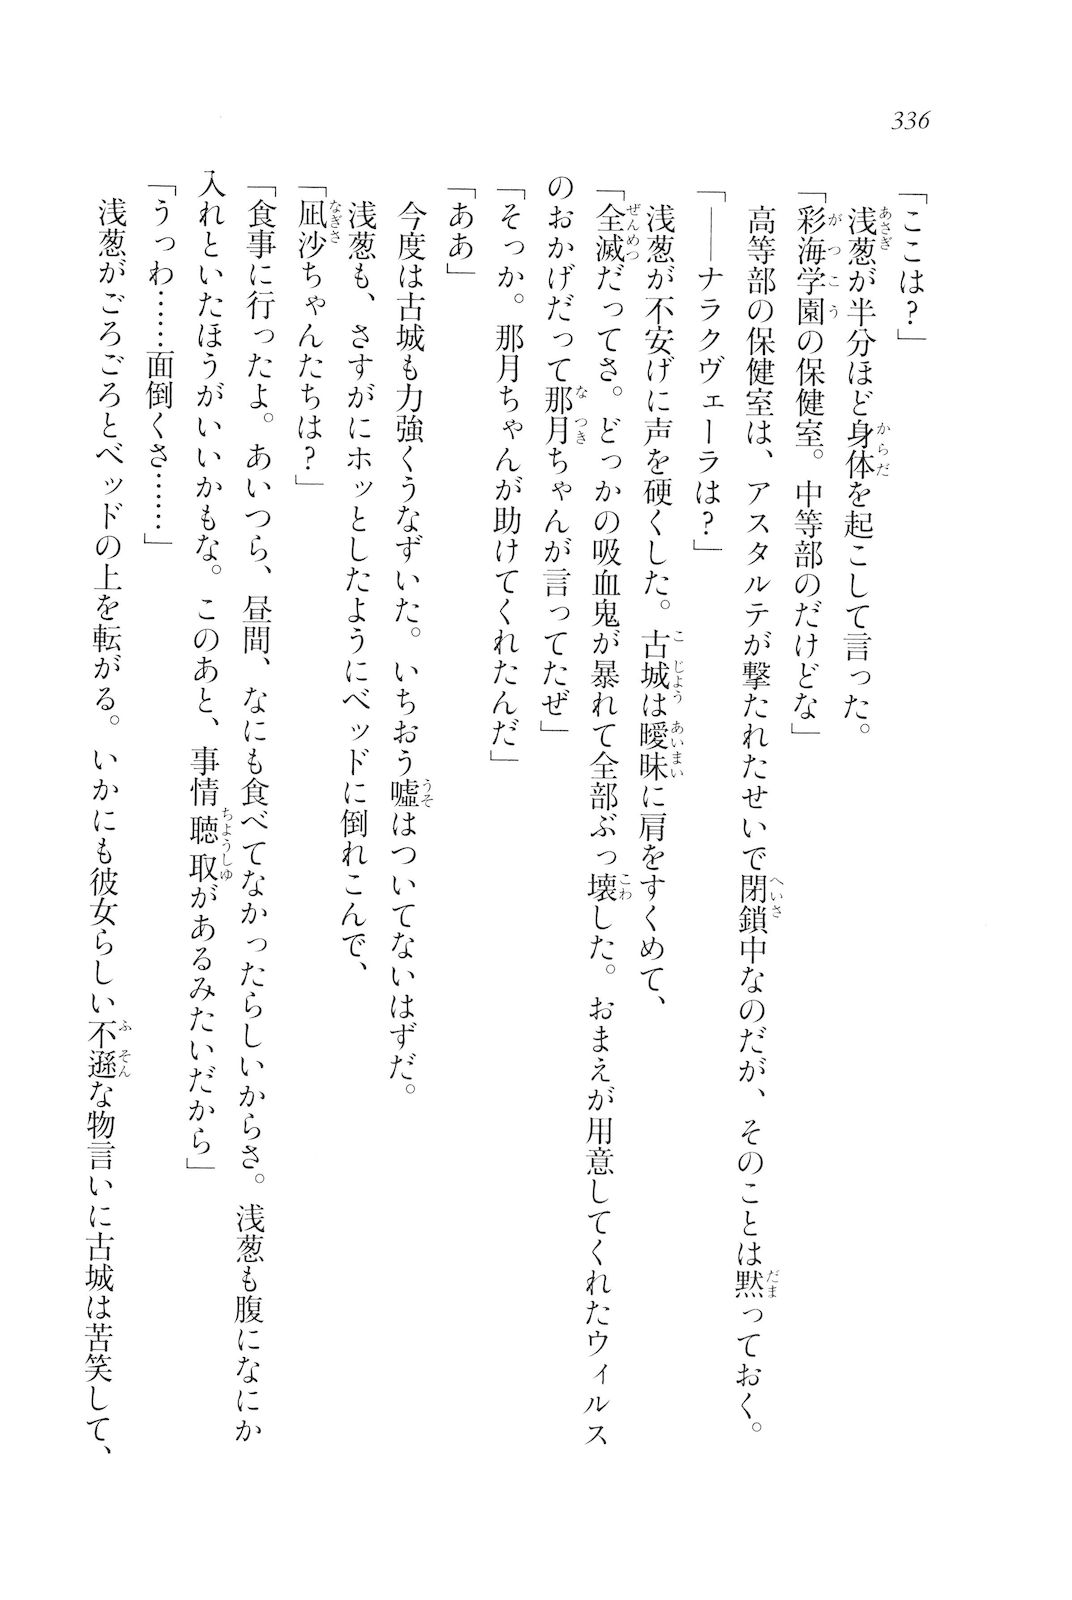 336
「ここは？」
浅葱が半分ほど身体を起こして言った。
「彩海学園の保健室。中等部のだけどな」
高等部の保健室は、アスタルテが撃たれたせいで閉鎖中なのだが、そのことは黙っておく。
「――ナラクヴェーラは？」
浅葱が不安げに声を硬くした。古城は曖昧に肩をすくめて、
「全滅だってさ。どっかの吸血鬼が暴れて全部ぶっ壊した。おまえが用意してくれたウィルス
のおかげだって那月ちゃんが言ってたぜ」
「そっか。那月ちゃんが助けてくれたんだ」
「ああ」
今度は古城も力強くうなずいた。いちおう嘘はついてないはずだ。
浅葱も、さすがにホッとしたようにベッドに倒れこんで、
「凪沙ちゃんたちは？」
「食事に行ったよ。あいつら、昼間、なにも食べてなかったらしいからさ。浅葱も腹になにか
入れといたほうがいいかもな。このあと、事情聴取があるみたいだから」
「うっわ……面倒くさ……」
浅葱がごろごろとベッドの上を転がる。いかにも彼女らしい不遜な物言いに古城は苦笑して、